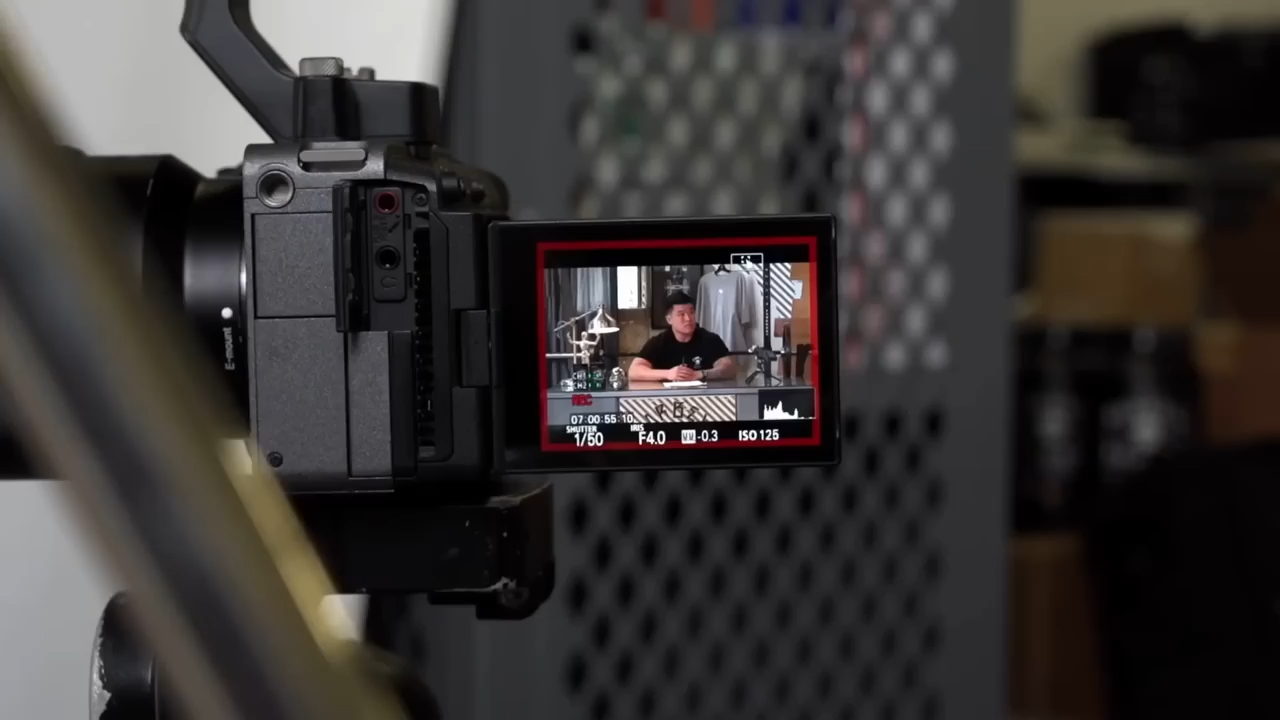 E-mount
REC
07:00:55:10
SHUTTER
1/50
IRIS
F4.0
-0.3
ISO 125